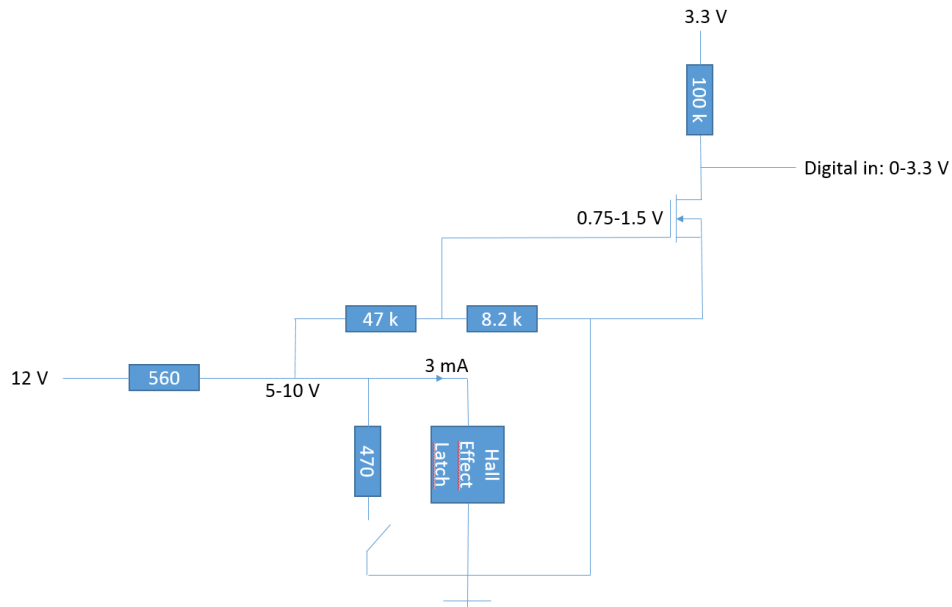 3.3 V
100 k
Digital in: 0-3.3 V
0.75-1.5 V
47 k
8.2 k
12 V
560
5-10 V
3 mA
470
Hall
Effect
Latch